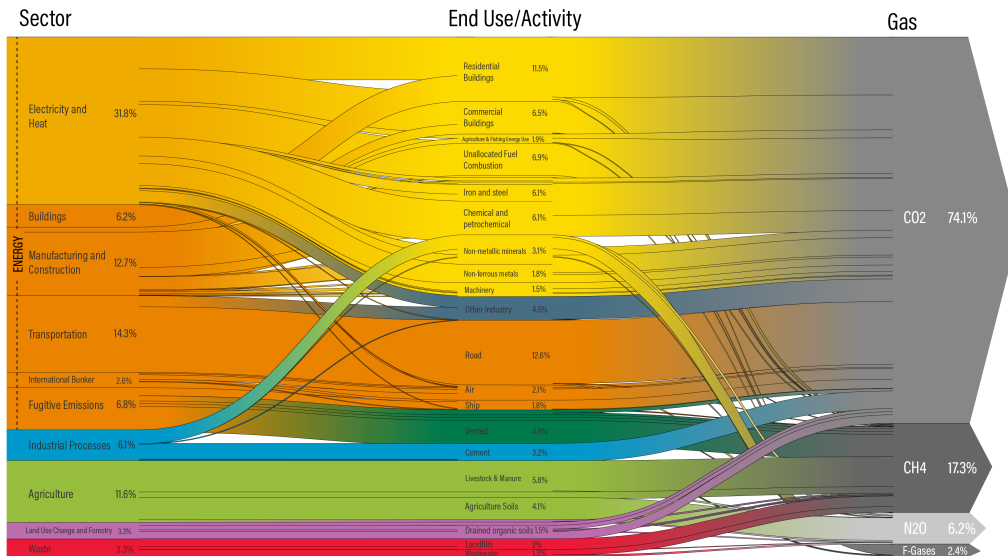 Sector
End Use/Activity
Gas
ENERGY
Electricity and
Heat
31.8%
Buildings
6.2%
Manufacturing and
Construction
12.7%
Transportation
14.3%
International Bunker
2.6%
Fugitive Emissions
6.8%
Industrial Processes
6.1%
Agriculture
11.6%
Land Use Change and Forestry
3.3%
Waste
3.3%
Residential
Buildings
11.5%
Commercial
Buildings
6.5%
Agriculture & Fishing Energy Use
1.9%
Unallocated Fuel
Combustion
6.9%
Iron and steel
6.1%
Chemical and
petrochemical
6.1%
Non-metallic minerals
3.1%
Non-ferrous metals
1.8%
Machinery
1.5%
Other Industry
4.5%
Road
12.6%
Air
2.1%
Ship
1.8%
Vented
4.4%
Cement
3.2%
Livestock & Manure
5.8%
Agriculture Soils
4.1%
Drained organic soils
1.5%
Landfills
2%
Wastewater
1.3%
CO2
74.1%
CH4
17.3%
N2O
6.2%
F-Gases
2.4%